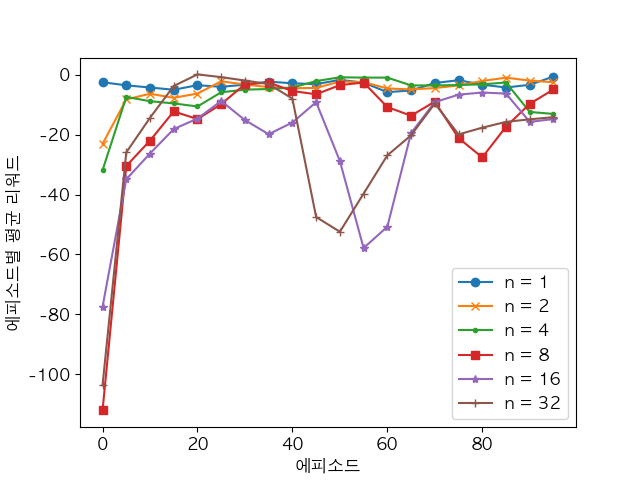 0
-20
-40
-60
-80
-100
에피소드별 평균 리워드
n = 1
n = 2
n = 4
n = 8
n = 16
n = 32
0
20
40
60
80
에피소드